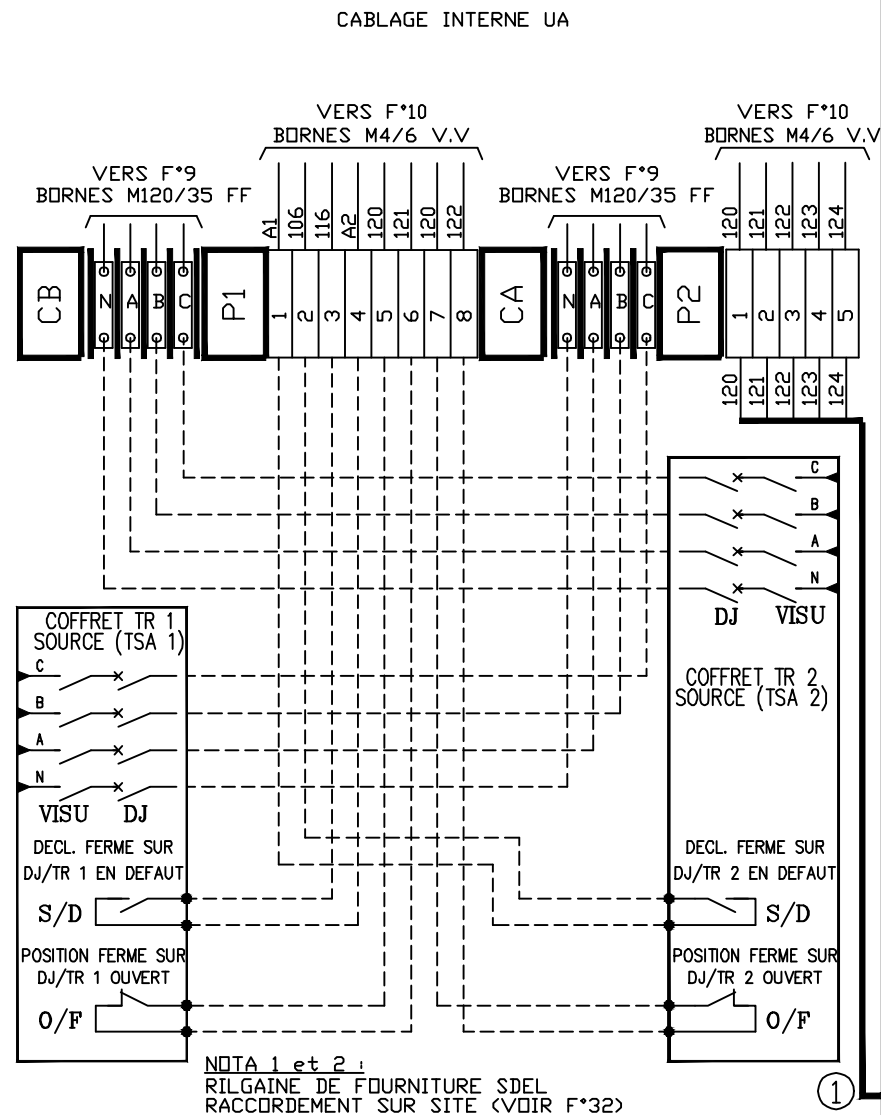 CABLAGE INTERNE UA
VERS F°10
BORNES M4/6 V.V
VERS F°10
BORNES M4/6 V.V
VERS F°9
BORNES M120/35 FF
VERS F°9
BORNES M120/35 FF
A1 106 116 A2 120 121 120 122
120 121 122 123 124
CB N A B C P1 1 2 3 4 5 6 7 8 CA N A B C P2 1 2 3 4 5
120 121 122 123 124
C
B
A
N
DJ VISU
COFFRET TR 2
SOURCE (TSA 2)
COFFRET TR 1
SOURCE (TSA 1)
C
B
A
N
VISU DJ
DECL. FERME SUR
DJ/TR 1 EN DEFAUT
S/D
POSITION FERME SUR
DJ/TR 1 OUVERT
O/F
DECL. FERME SUR
DJ/TR 2 EN DEFAUT
S/D
POSITION FERME SUR
DJ/TR 2 OUVERT
O/F
NOTA 1 et 2 :
RILGAINE DE FOURNITURE SDEL
RACCORDEMENT SUR SITE (VOIR F°32)
1